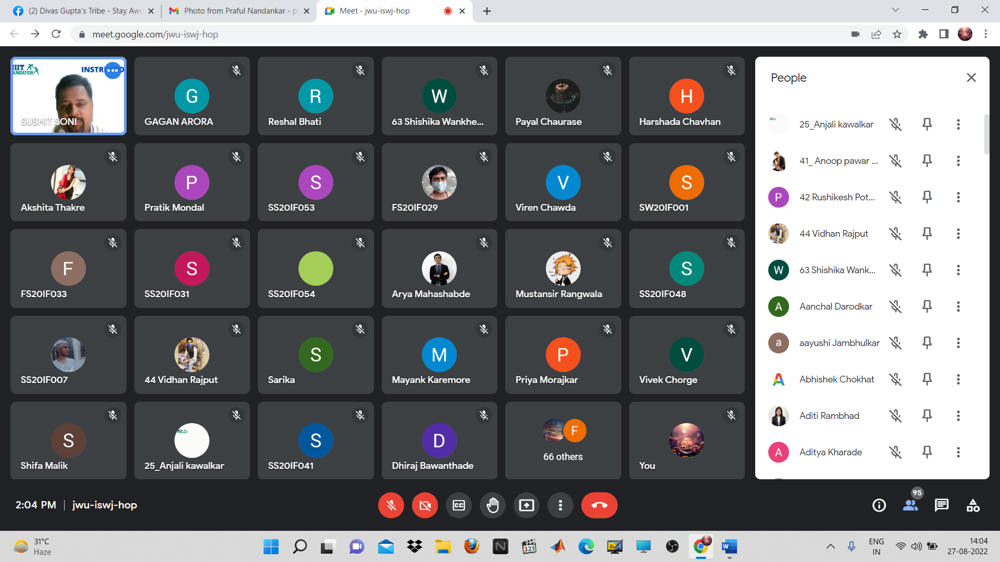 (2) Divas Gupta's Tribe - Stay Awe
Photo from Praful Nandankar - p
Meet - jwu-iswj-hop
meet.google.com/jwu-iswj-hop
IIT
UNDATION
INSTR
SUSHIT SONI
G
GAGAN ARORA
R
Reshal Bhati
W
63 Shishika Wankhe...
Payal Chaurase
H
Harshada Chavhan
Akshita Thakre
P
Pratik Mondal
S
SS20IF053
FS20IF029
V
Viren Chawda
S
SW20IF001
F
FS20IF033
S
SS20IF031
SS20IF054
Arya Mahashabde
Mustansir Rangwala
S
SS20IF048
SS20IF007
44 Vidhan Rajput
S
Sarika
M
Mayank Karemore
P
Priya Morajkar
V
Vivek Chorge
S
Shifa Malik
25_Anjali kawalkar
S
SS20IF041
D
Dhiraj Bawanthade
F
66 others
You
People
25_Anjali kawalkar
41_ Anoop pawar ...
P
42 Rushikesh Pot...
44 Vidhan Rajput
W
63 Shishika Wank...
A
Aanchal Darodkar
a
aayushi Jambhulkar
A
Abhishek Chokhat
Aditi Rambhad
A
Aditya Kharade
2:04 PM | jwu-iswj-hop
CC
95
31°C
Haze
N
321
W
ENG
IN
14:04
27-08-2022